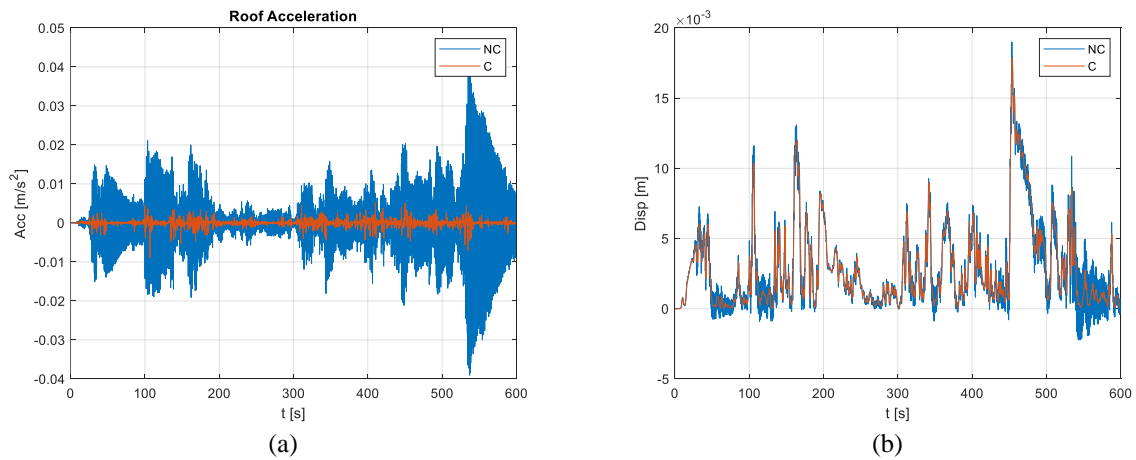 Roof Acceleration
0.05
0.04
0.03
0.02
0.01
0
-0.01
-0.02
-0.03
-0.04
Acc [m/s²]
NC
C
0 100 200 300 400 500 600
t [s]
(a)
×10⁻³
20
15
10
5
0
-5
Disp [m]
NC
C
0 100 200 300 400 500 600
t [s]
(b)